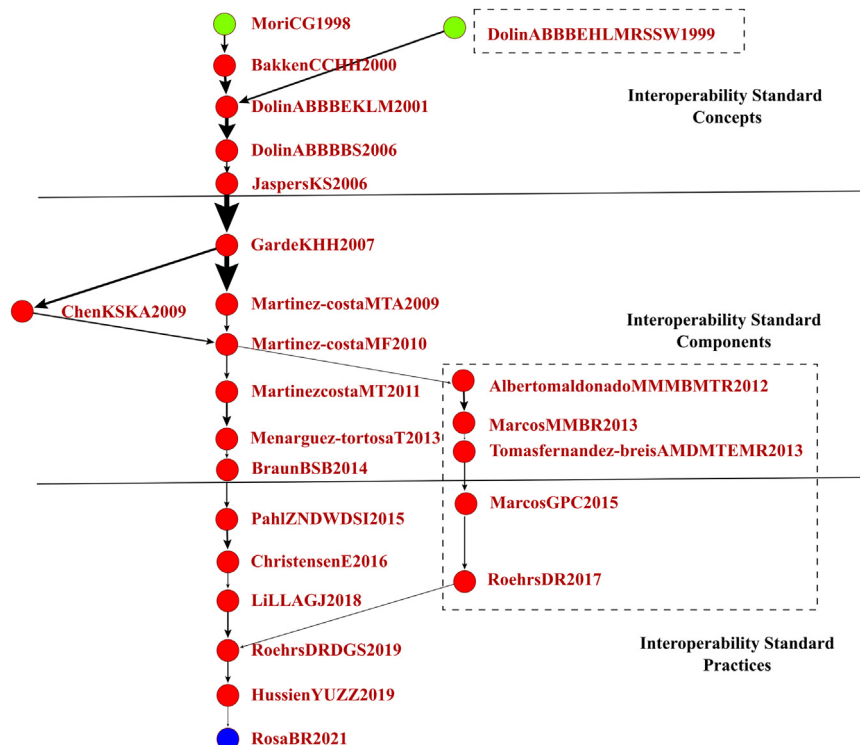 MoriCG1998
DolinABBBEHLMRSSW1999
BakkenCCHH2000
DolinABBBEKLM2001
Interoperability Standard
Concepts
DolinABBBBS2006
JaspersKS2006
GardeKHH2007
Martinez-costaMTA2009
ChenKSKA2009
Interoperability Standard
Components
Martinez-costaMF2010
AlbertomaldonadoMMMBMTR2012
MartinezcostaMT2011
MarcosMMBR2013
Menarguez-tortosaT2013
Tomasfernandez-breisAMDMTEMR2013
BraunBSB2014
MarcosGPC2015
PahlZNDWDSI2015
ChristensenE2016
RoehrsDR2017
LiLLAGJ2018
RoehrsDRDGS2019
Interoperability Standard
Practices
HussienYUZZ2019
RosaBR2021